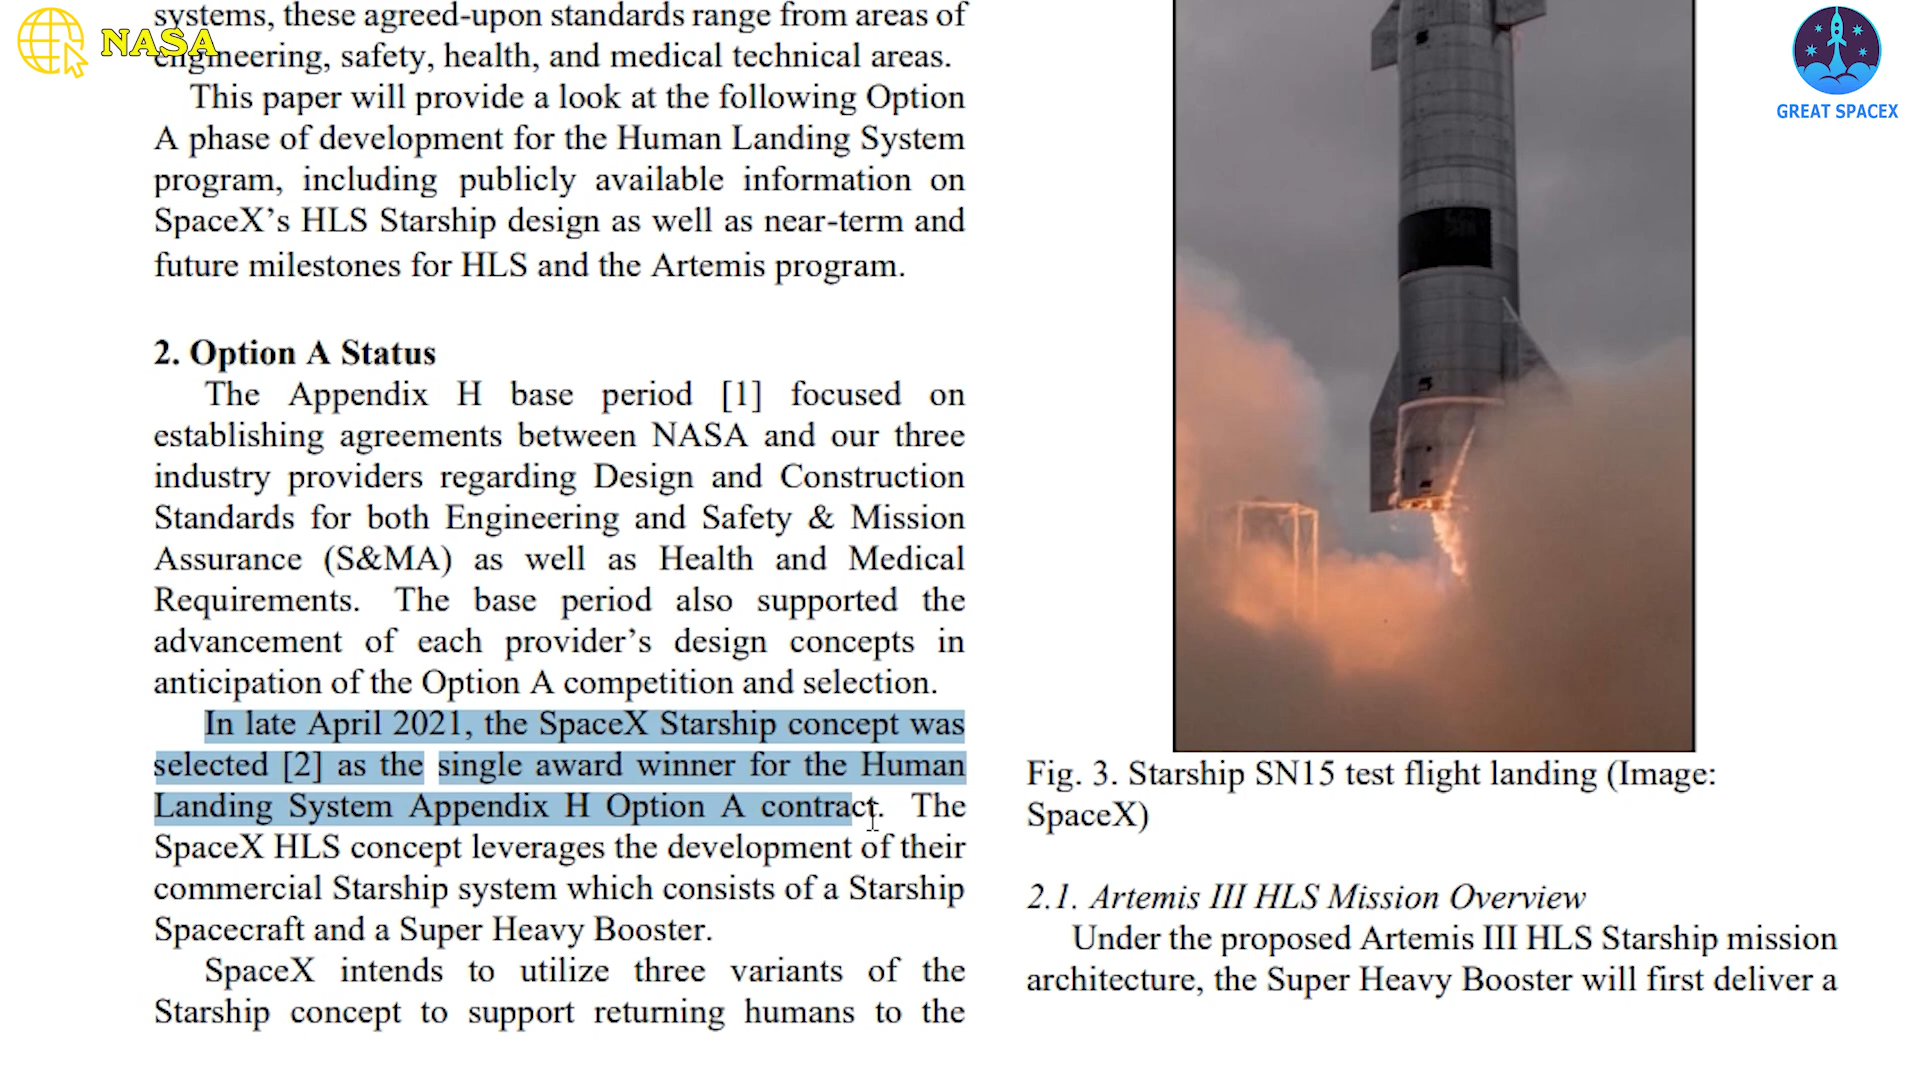 NASA
GREAT SPACEX
systems, these agreed-upon standards range from areas of
engineering, safety, health, and medical technical areas.
This paper will provide a look at the following Option
A phase of development for the Human Landing System
program, including publicly available information on
SpaceX’s HLS Starship design as well as near-term and
future milestones for HLS and the Artemis program.
2. Option A Status
The Appendix H base period [1] focused on
establishing agreements between NASA and our three
industry providers regarding Design and Construction
Standards for both Engineering and Safety & Mission
Assurance (S&MA) as well as Health and Medical
Requirements. The base period also supported the
advancement of each provider’s design concepts in
anticipation of the Option A competition and selection.
In late April 2021, the SpaceX Starship concept was
selected [2] as the single award winner for the Human
Landing System Appendix H Option A contract. The
SpaceX HLS concept leverages the development of their
commercial Starship system which consists of a Starship
Spacecraft and a Super Heavy Booster.
SpaceX intends to utilize three variants of the
Starship concept to support returning humans to the
Fig. 3. Starship SN15 test flight landing (Image:
SpaceX)
2.1. Artemis III HLS Mission Overview
Under the proposed Artemis III HLS Starship mission
architecture, the Super Heavy Booster will first deliver a